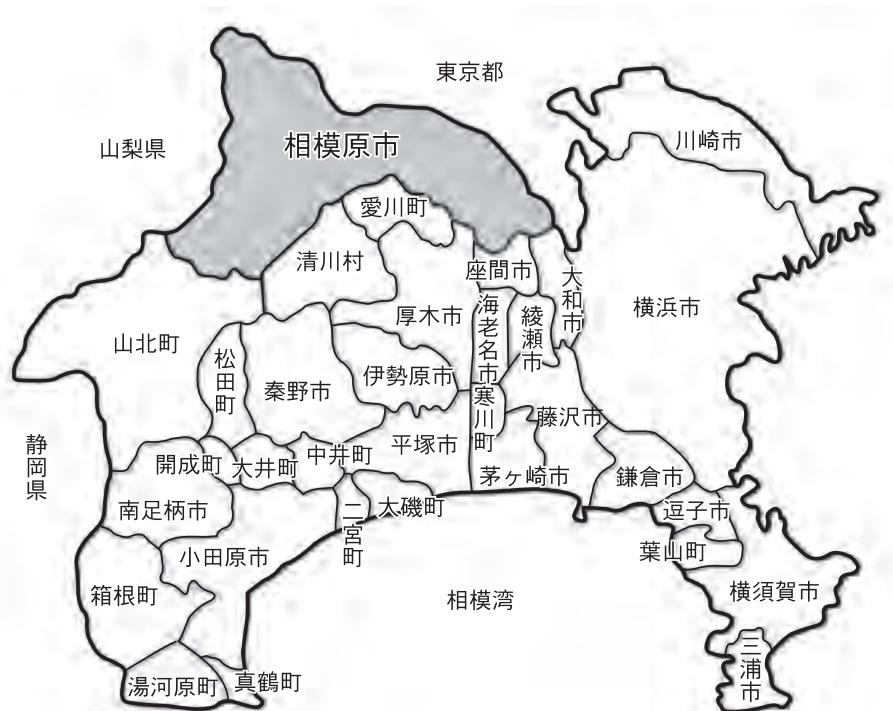 東京都
川崎市
山梨県
相模原市
愛川町
清川村
座間市
大和市
横浜市
厚木市
海老名市
綾瀬市
山北町
松田町
秦野市
伊勢原市
寒川町
藤沢市
静岡県
開成町
大井町
中井町
平塚市
茅ヶ崎市
鎌倉市
南足柄市
二宮町
大磯町
逗子市
小田原市
葉山町
箱根町
相模湾
横須賀市
三浦市
湯河原町
真鶴町